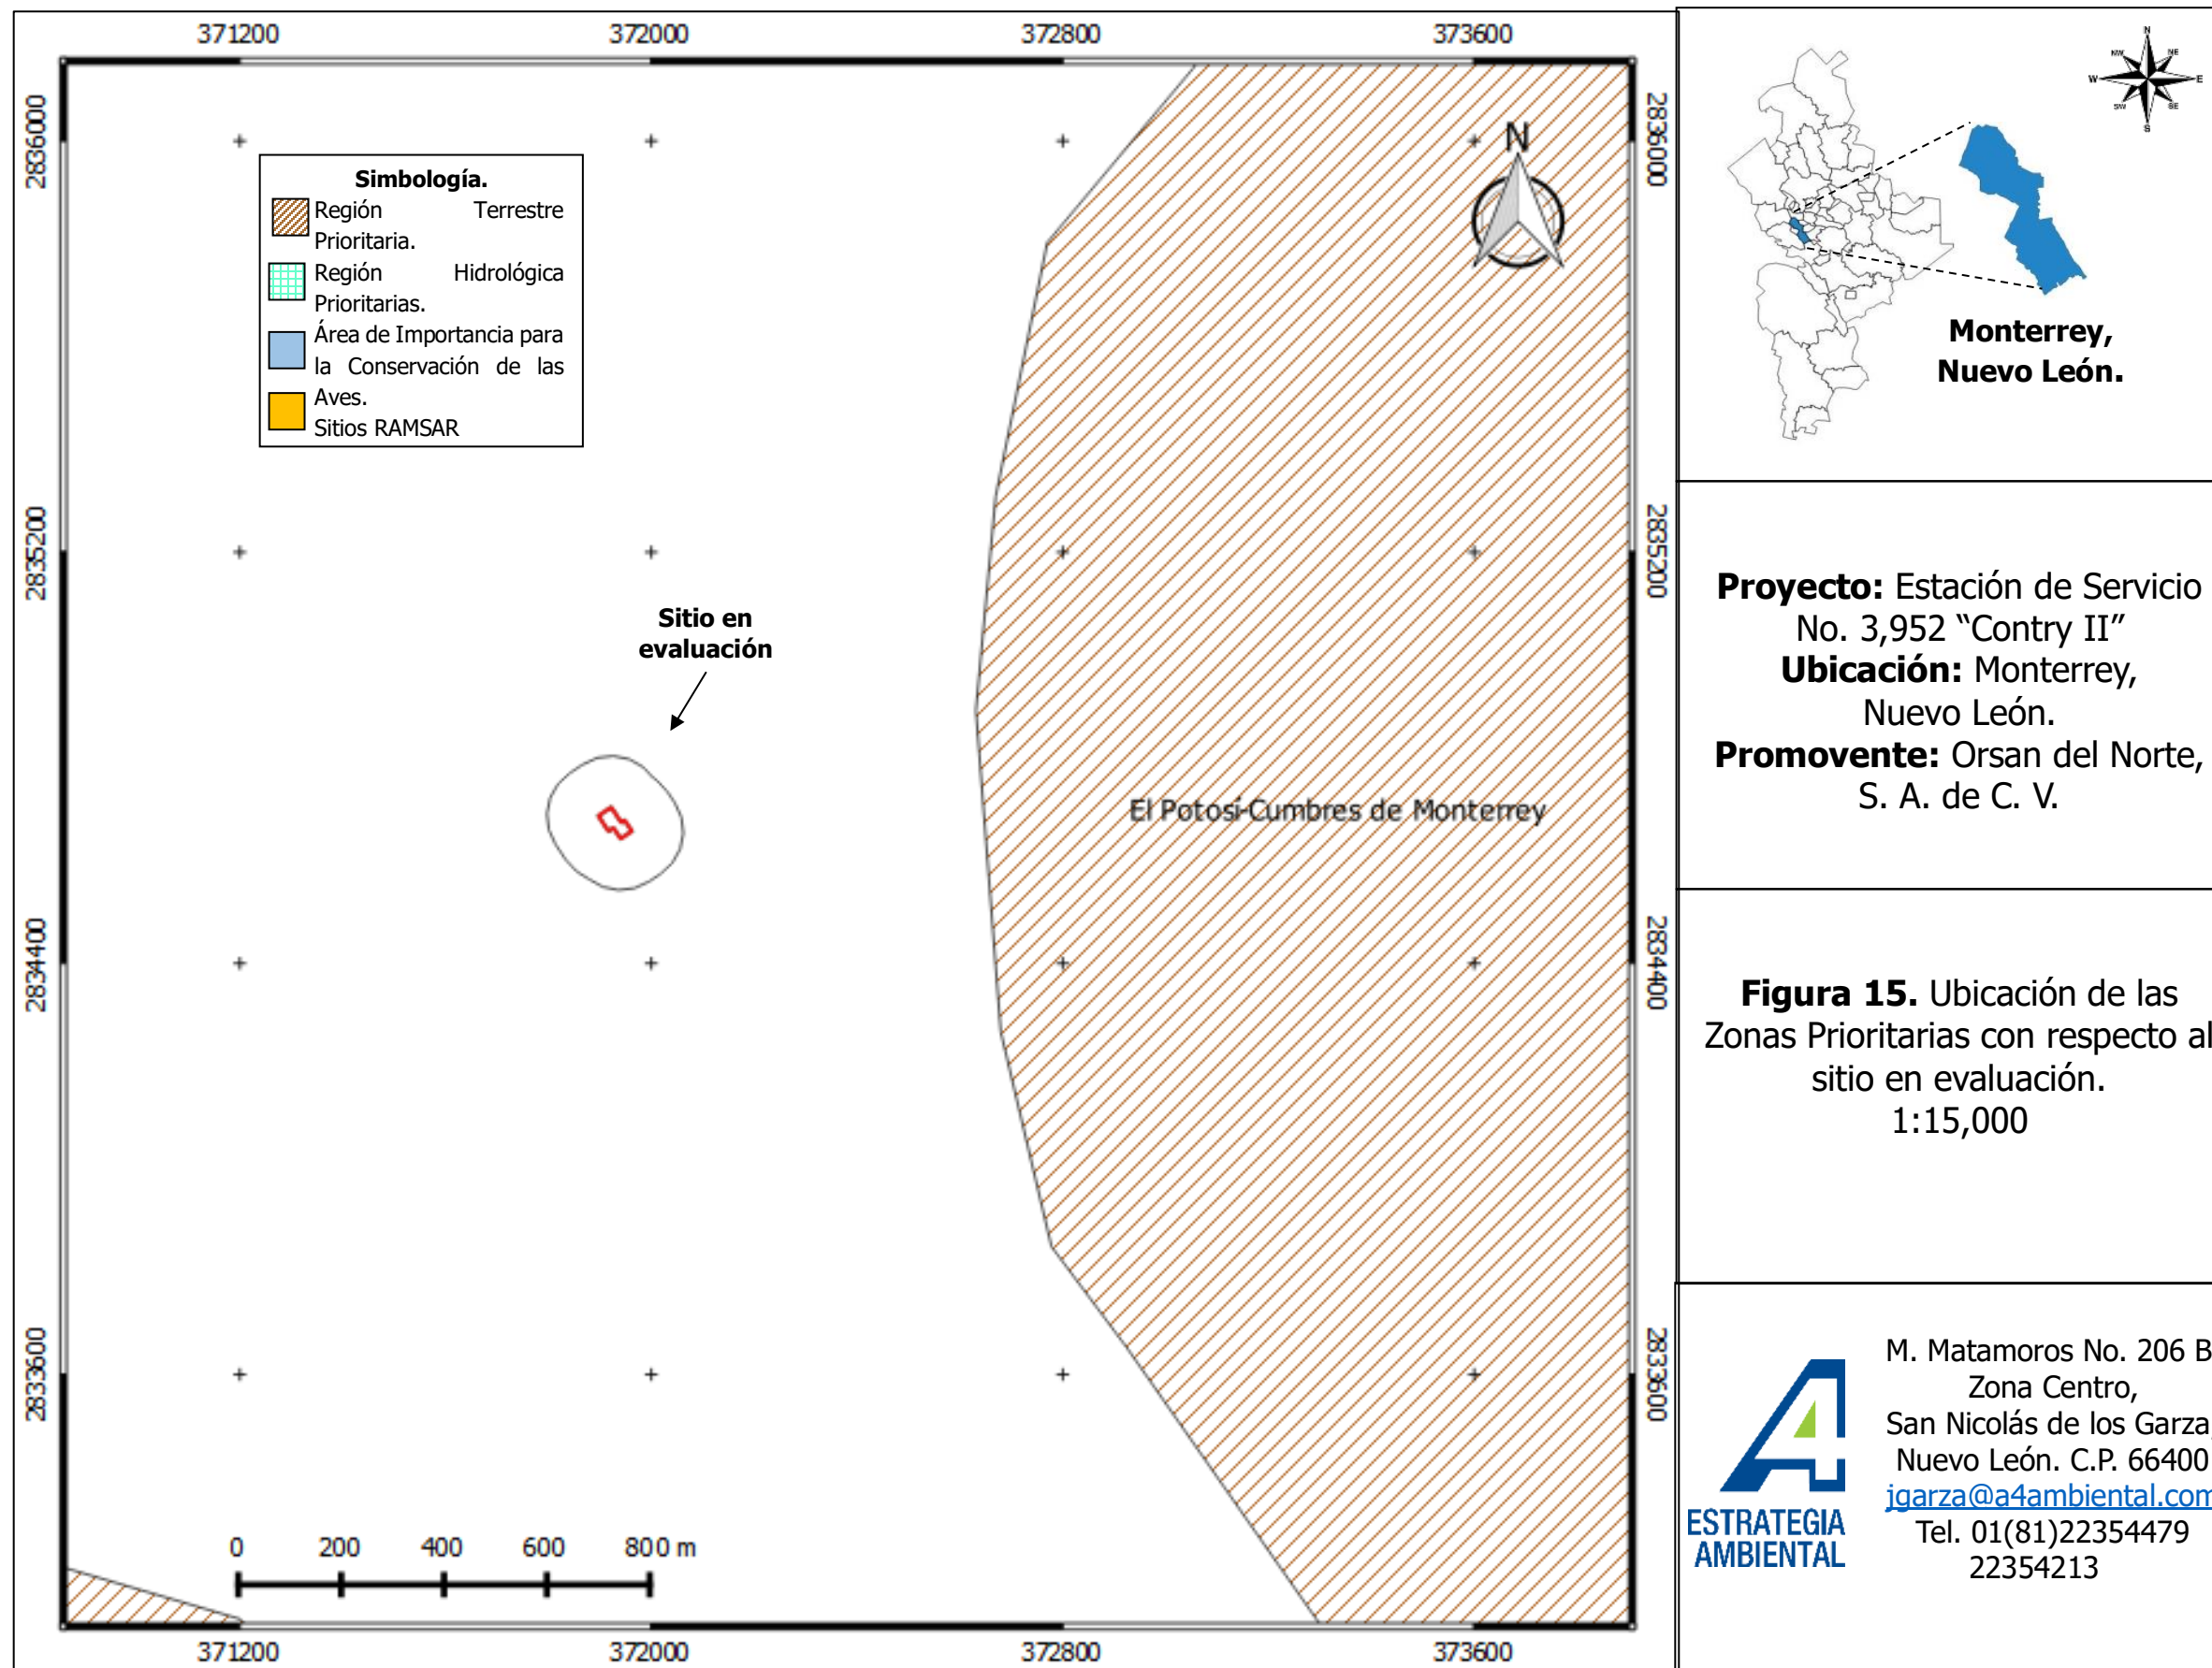 371200 372000 372800 373600
2836000
2835200
2834400
2833600
Simbología.
Región Terrestre
Prioritaria.
Región Hidrológica
Prioritarias.
Área de Importancia para
la Conservación de las
Aves.
Sitios RAMSAR
N
Sitio en
evaluación
El Potosí-Cumbres de Monterrey
0 200 400 600 800 m
2836000
2835200
2834400
2833600
371200 372000 372800 373600
N
NW NE
W E
SW SE
S
Monterrey,
Nuevo León.
Proyecto: Estación de Servicio
No. 3,952 “Contry II”
Ubicación: Monterrey,
Nuevo León.
Promovente: Orsan del Norte,
S. A. de C. V.
Figura 15. Ubicación de las
Zonas Prioritarias con respecto al
sitio en evaluación.
1:15,000
A4
ESTRATEGIA
AMBIENTAL
M. Matamoros No. 206 B
Zona Centro,
San Nicolás de los Garza,
Nuevo León. C.P. 66400
jgarza@a4ambiental.com
Tel. 01(81)22354479
22354213